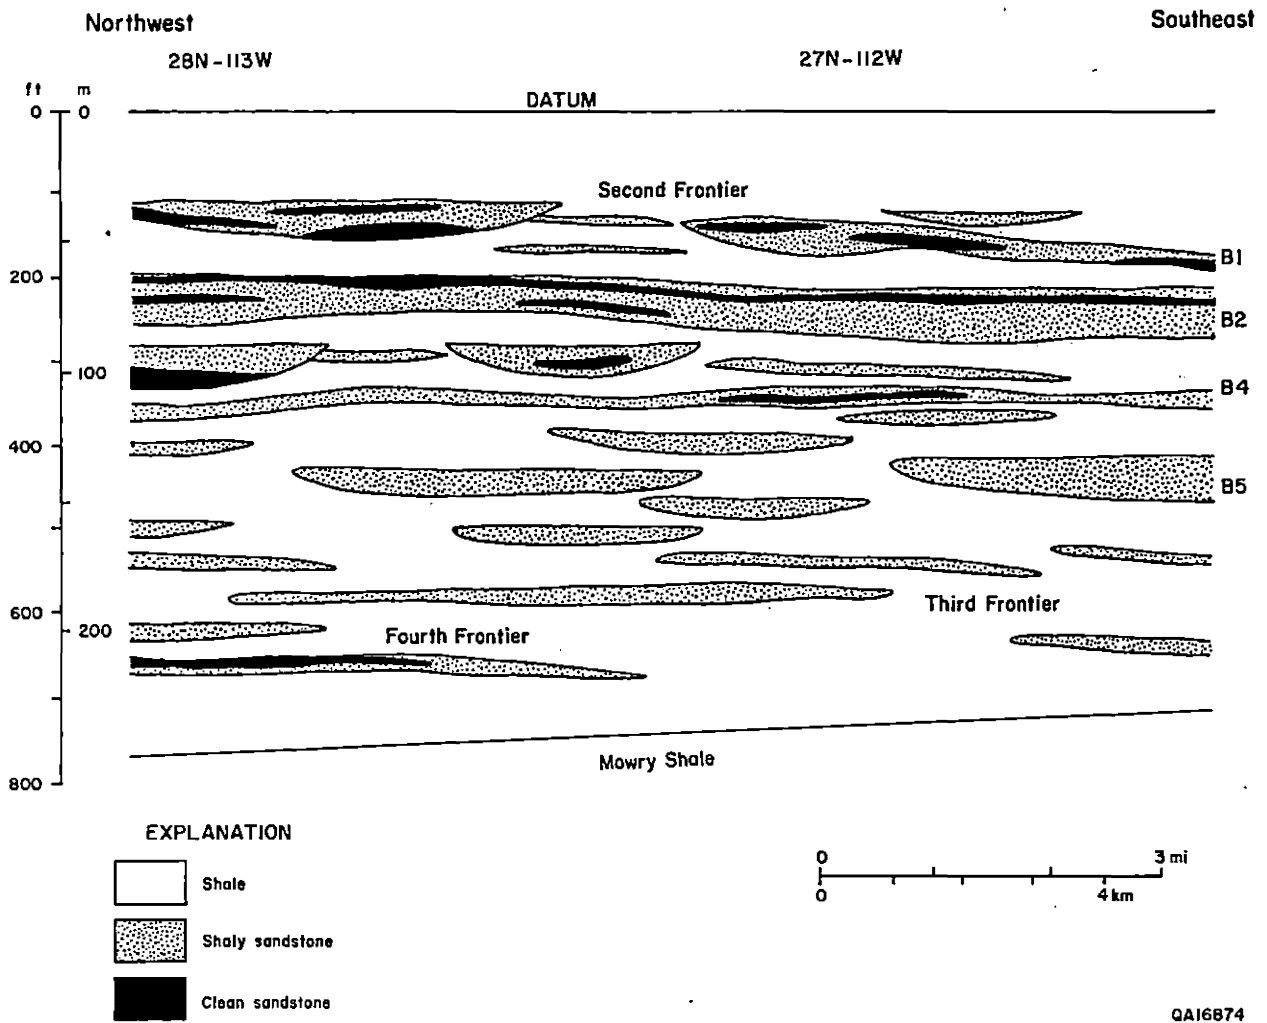 Northwest
Southeast
28N-113W
27N-112W
ft
m
DATUM
0
0
Second Frontier
B1
200
B2
100
B4
400
B5
Third Frontier
600
200
Fourth Frontier
Mowry Shale
800
EXPLANATION
0
3 mi
Shale
0
4 km
Shaly sandstone
Clean sandstone
QA16874